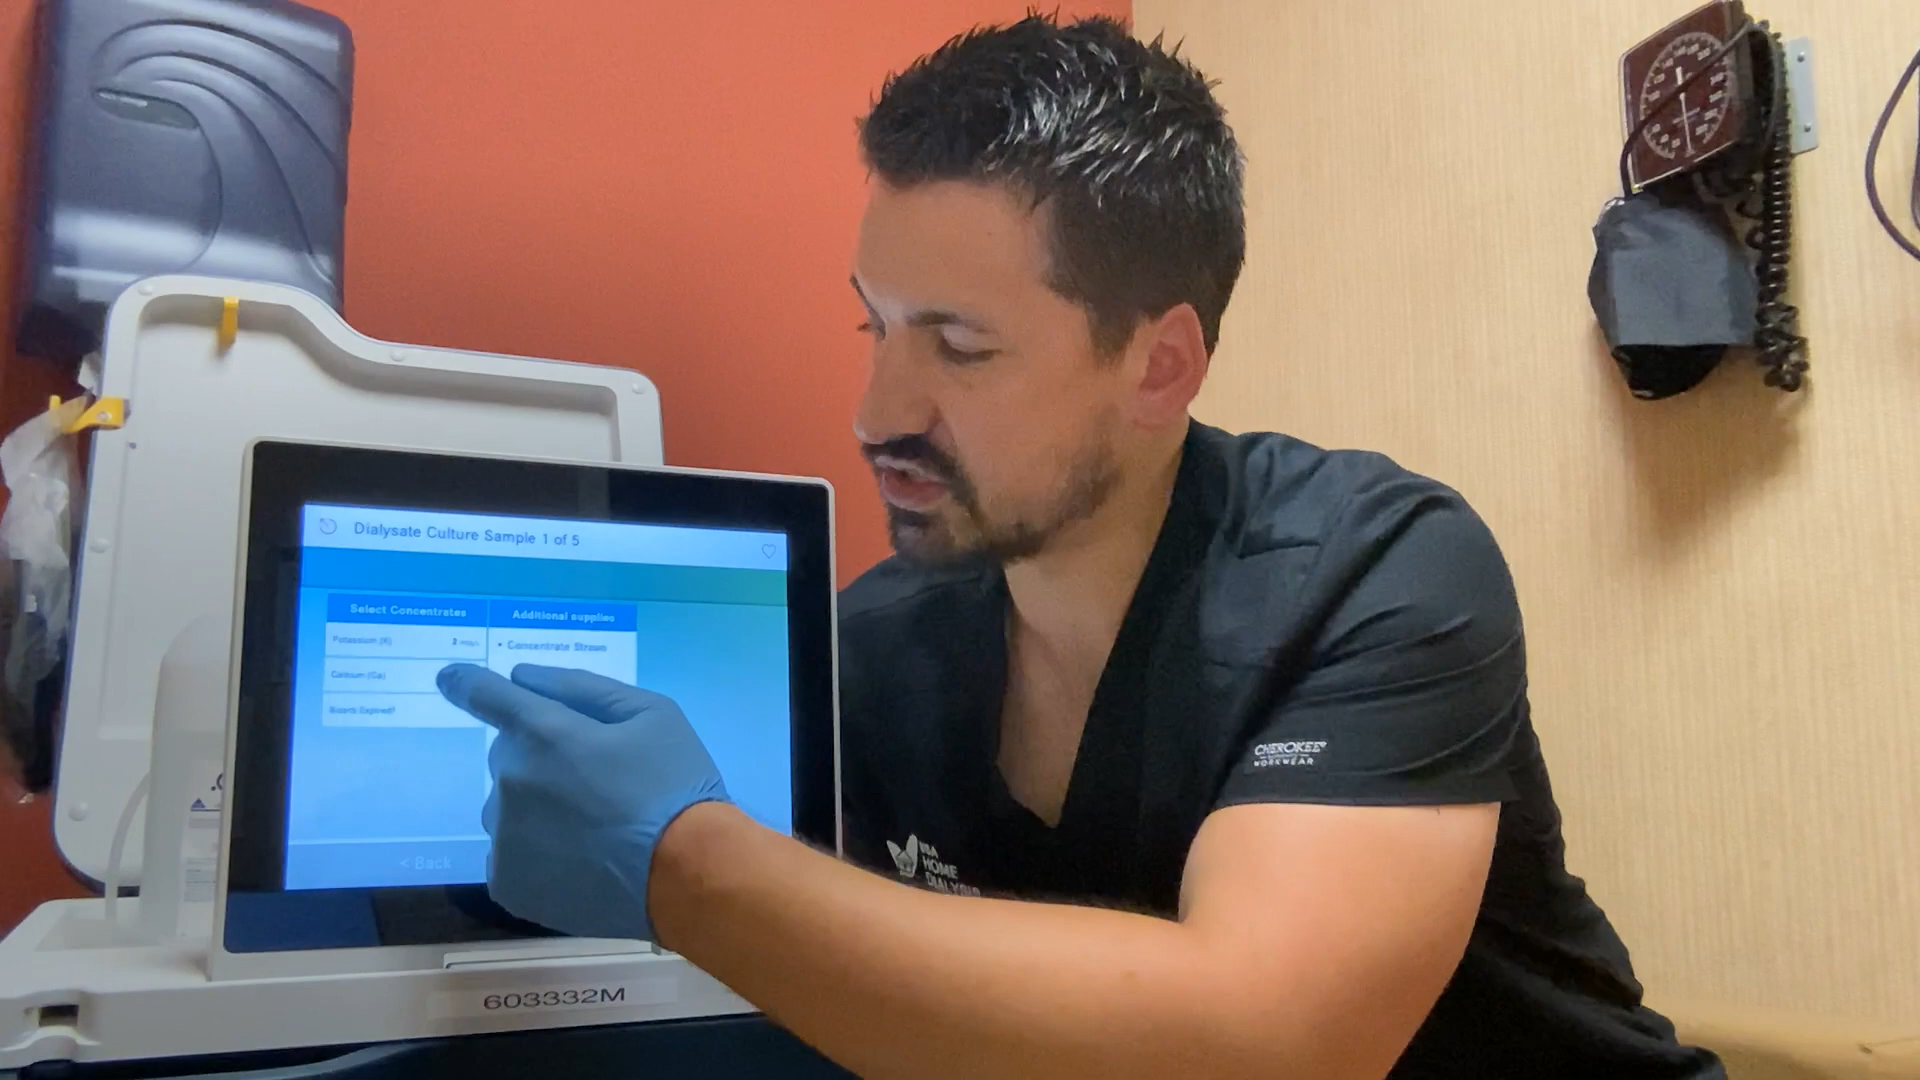 Dialysate Culture Sample 1 of 5
Select Concentrates
Additional supplies
Potassium (K) 2
• Concentrate Straws
Calcium (Ca)
< Back
603332M
CHEROKEE
WORKWEAR
HOME
DIALYSIS